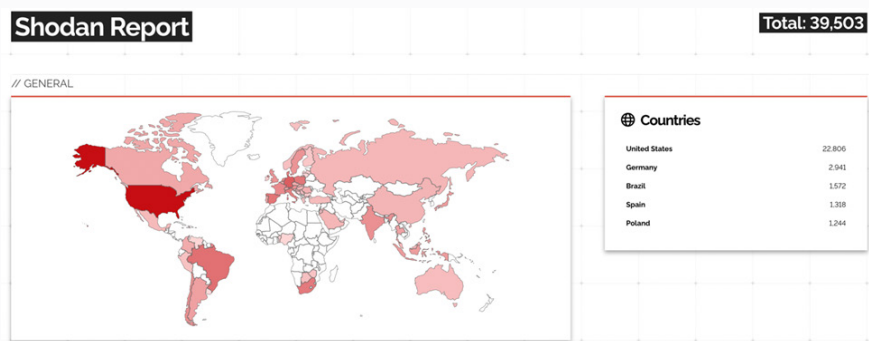 Shodan Report
Total: 39,503
// GENERAL
Countries
United States 22,806
Germany 2,941
Brazil 1,572
Spain 1,318
Poland 1,244